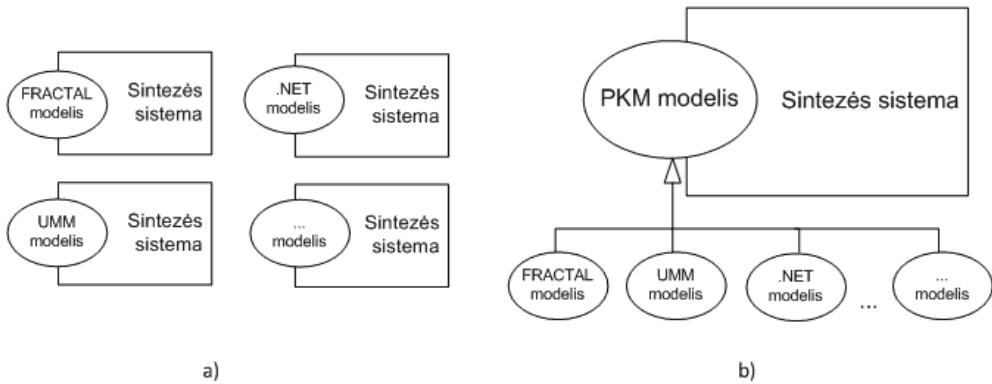 FRACTAL
modelis
Sintezės
sistema
.NET
modelis
Sintezės
sistema
UMM
modelis
Sintezės
sistema
...
modelis
Sintezės
sistema
a)
PKM modelis
Sintezės sistema
FRACTAL
modelis
UMM
modelis
.NET
modelis
...
...
modelis
b)